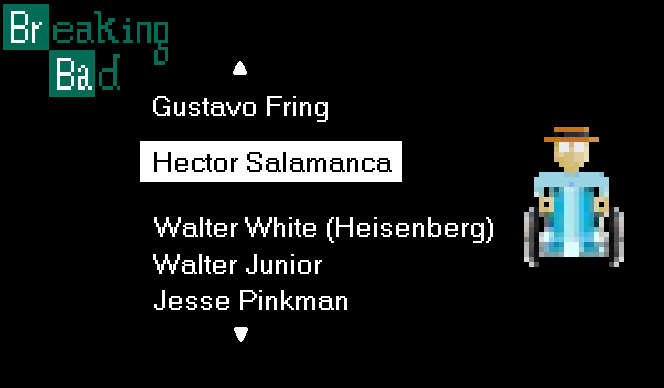 Breaking
Bad
Gustavo Fring
Hector Salamanca
Walter White (Heisenberg)
Walter Junior
Jesse Pinkman